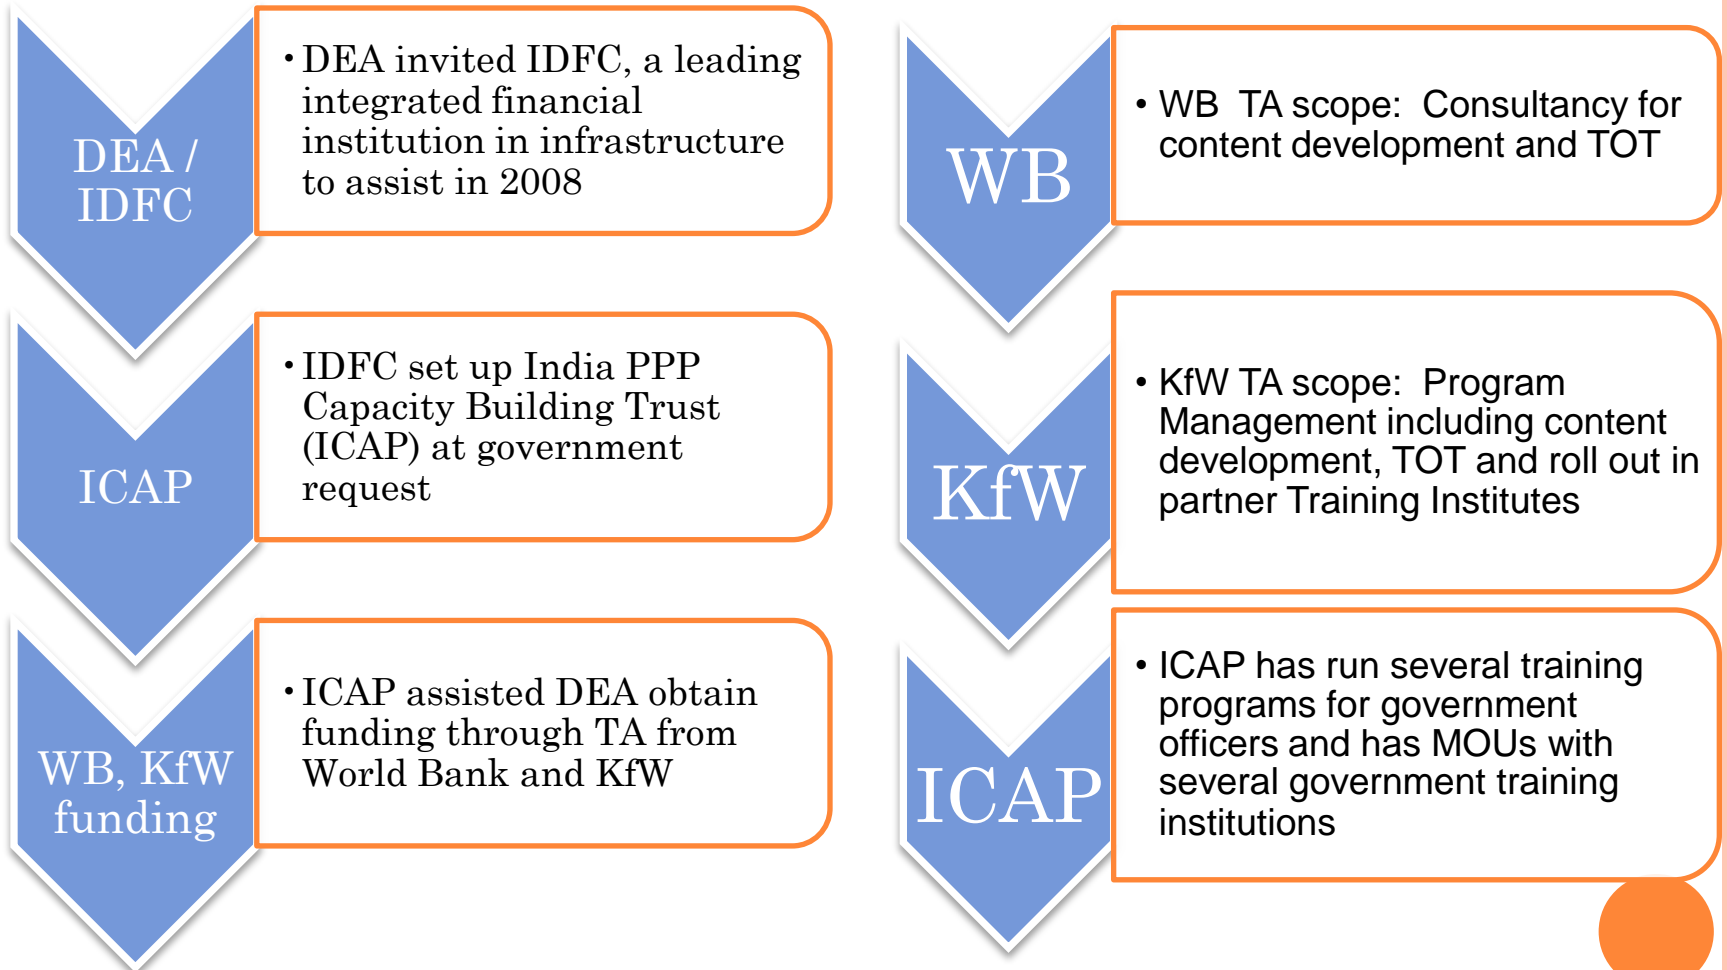 DEA /
IDFC
• DEA invited IDFC, a leading
integrated financial
institution in infrastructure
to assist in 2008
ICAP
• IDFC set up India PPP
Capacity Building Trust
(ICAP) at government
request
WB, KfW
funding
• ICAP assisted DEA obtain
funding through TA from
World Bank and KfW
WB
• WB  TA scope:  Consultancy for
content development and TOT
KfW
• KfW TA scope:  Program
Management including content
development, TOT and roll out in
partner Training Institutes
ICAP
• ICAP has run several training
programs for government
officers and has MOUs with
several government training
institutions